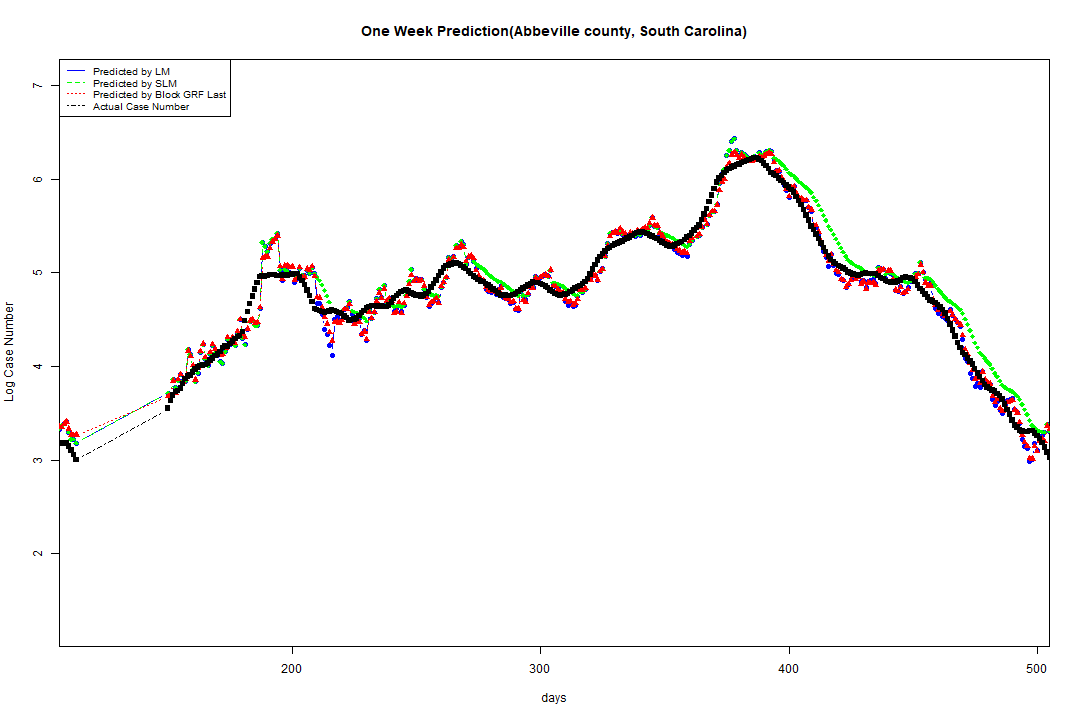 One Week Prediction(Abbeville county, South Carolina)
Predicted by LM
Predicted by SLM
Predicted by Block GRF Last
Actual Case Number
7
6
5
4
3
2
Log Case Number
200 300 400 500
days